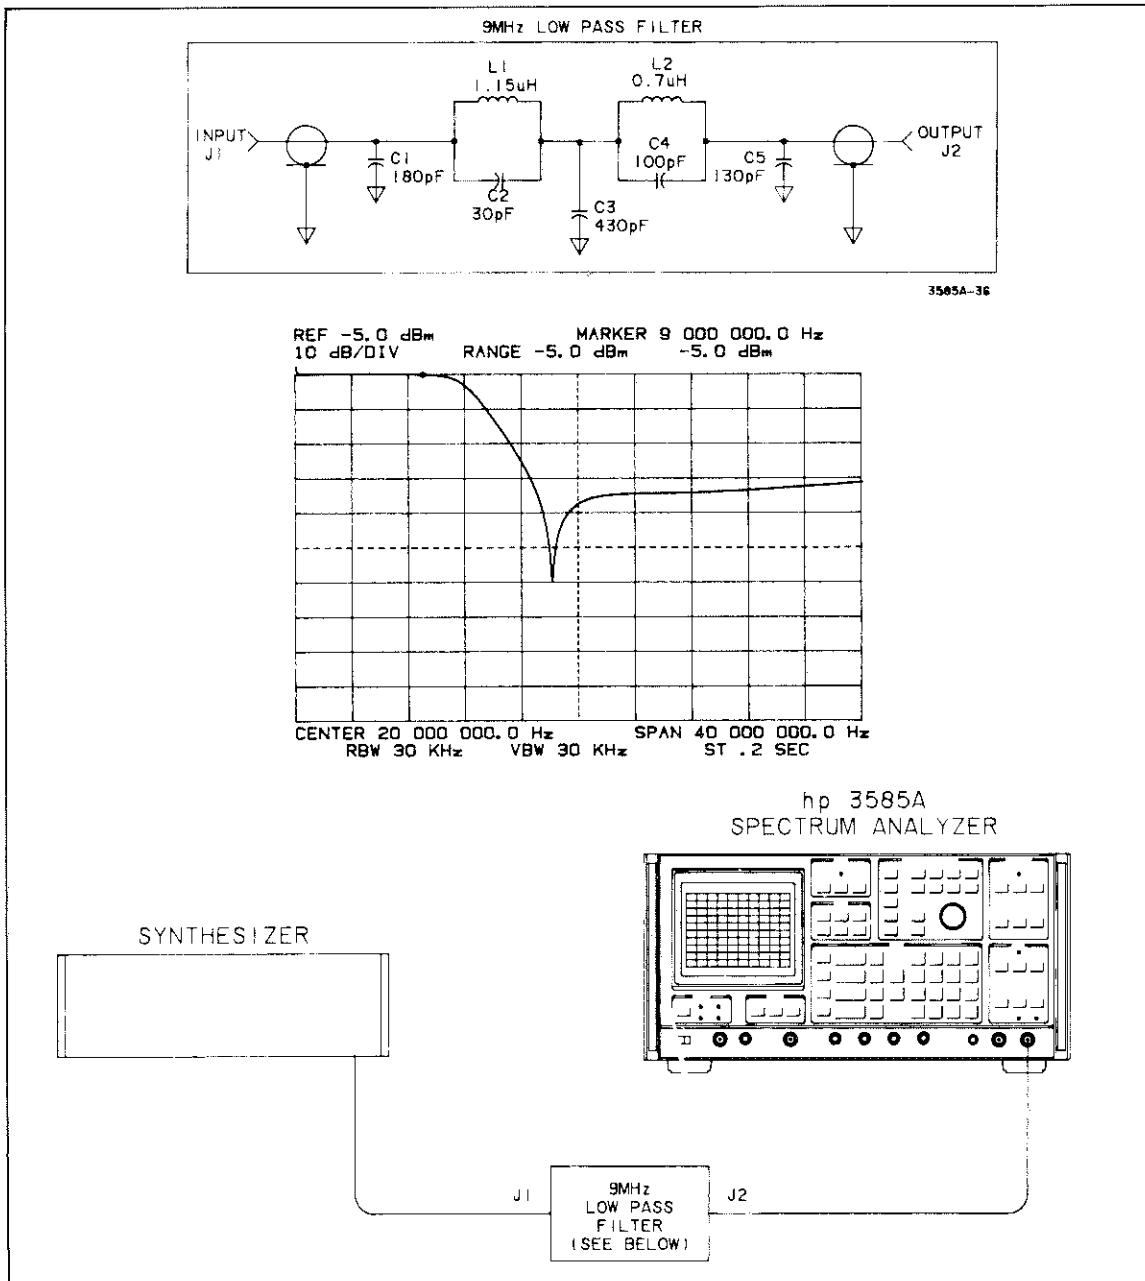 9MHz LOW PASS FILTER
L1
1.15uH
L2
0.7uH
INPUT
J1
C1
180pF
C2
30pF
C3
430pF
C4
100pF
C5
130pF
OUTPUT
J2
3585A-36
REF -5.0 dBm MARKER 9 000 000.0 Hz
10 dB/DIV RANGE -5.0 dBm -5.0 dBm
CENTER 20 000 000.0 Hz SPAN 40 000 000.0 Hz
RBW 30 KHz VBW 30 KHz ST .2 SEC
hp 3585A
SPECTRUM ANALYZER
SYNTHESIZER
J1
9MHz
LOW PASS
FILTER
(SEE BELOW)
J2